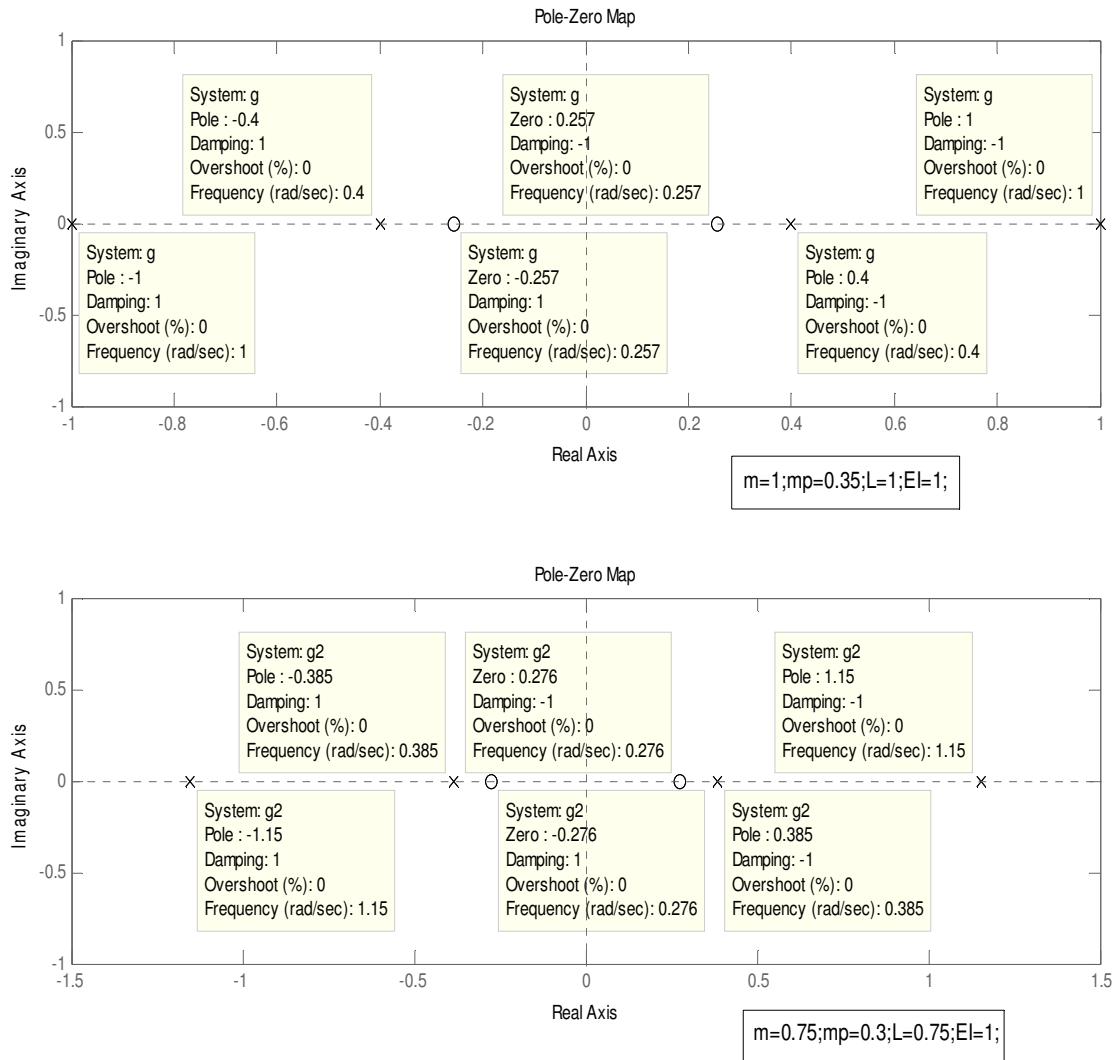 Pole-Zero Map
1
0.5
0
-0.5
-1
Imaginary Axis
System: g
Pole : -0.4
Damping: 1
Overshoot (%): 0
Frequency (rad/sec): 0.4
System: g
Zero : 0.257
Damping: -1
Overshoot (%): 0
Frequency (rad/sec): 0.257
System: g
Pole : 1
Damping: -1
Overshoot (%): 0
Frequency (rad/sec): 1
System: g
Pole : -1
Damping: 1
Overshoot (%): 0
Frequency (rad/sec): 1
System: g
Zero : -0.257
Damping: 1
Overshoot (%): 0
Frequency (rad/sec): 0.257
System: g
Pole : 0.4
Damping: -1
Overshoot (%): 0
Frequency (rad/sec): 0.4
-1 -0.8 -0.6 -0.4 -0.2 0 0.2 0.4 0.6 0.8 1
Real Axis
m=1;mp=0.35;L=1;EI=1;
Pole-Zero Map
1
0.5
0
-0.5
-1
Imaginary Axis
System: g2
Pole : -0.385
Damping: 1
Overshoot (%): 0
Frequency (rad/sec): 0.385
System: g2
Zero : 0.276
Damping: -1
Overshoot (%): 0
Frequency (rad/sec): 0.276
System: g2
Pole : 1.15
Damping: -1
Overshoot (%): 0
Frequency (rad/sec): 1.15
System: g2
Pole : -1.15
Damping: 1
Overshoot (%): 0
Frequency (rad/sec): 1.15
System: g2
Zero : -0.276
Damping: 1
Overshoot (%): 0
Frequency (rad/sec): 0.276
System: g2
Pole : 0.385
Damping: -1
Overshoot (%): 0
Frequency (rad/sec): 0.385
-1.5 -1 -0.5 0 0.5 1 1.5
Real Axis
m=0.75;mp=0.3;L=0.75;EI=1;